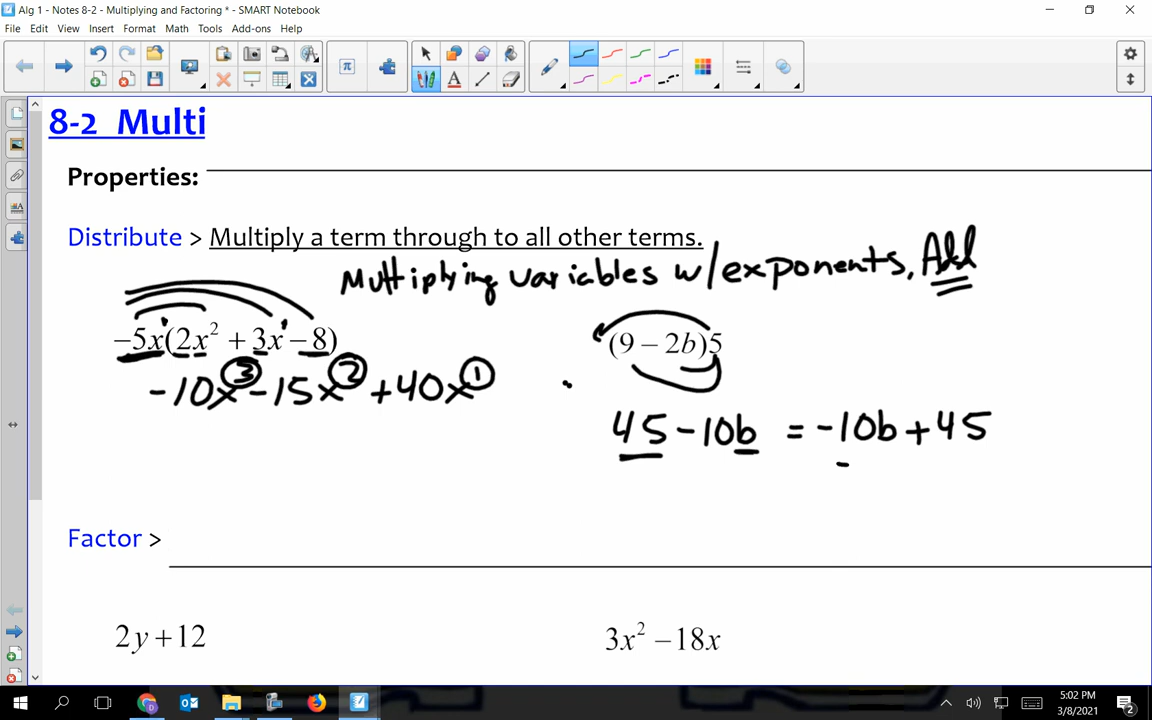 Alg 1 - Notes 8-2 - Multiplying and Factoring * - SMART Notebook
File Edit View Insert Format Math Tools Add-ons Help
8-2 Multi
Properties:
Distribute > Multiply a term through to all other terms.
Multiplying variables w/exponents, Add
-5x(2x² + 3x - 8)
(9 - 2b)5
-10x³ -15x² +40x¹
45 -10b = -10b + 45
Factor >
2y + 12
3x² - 18x
5:02 PM
3/8/2021
2